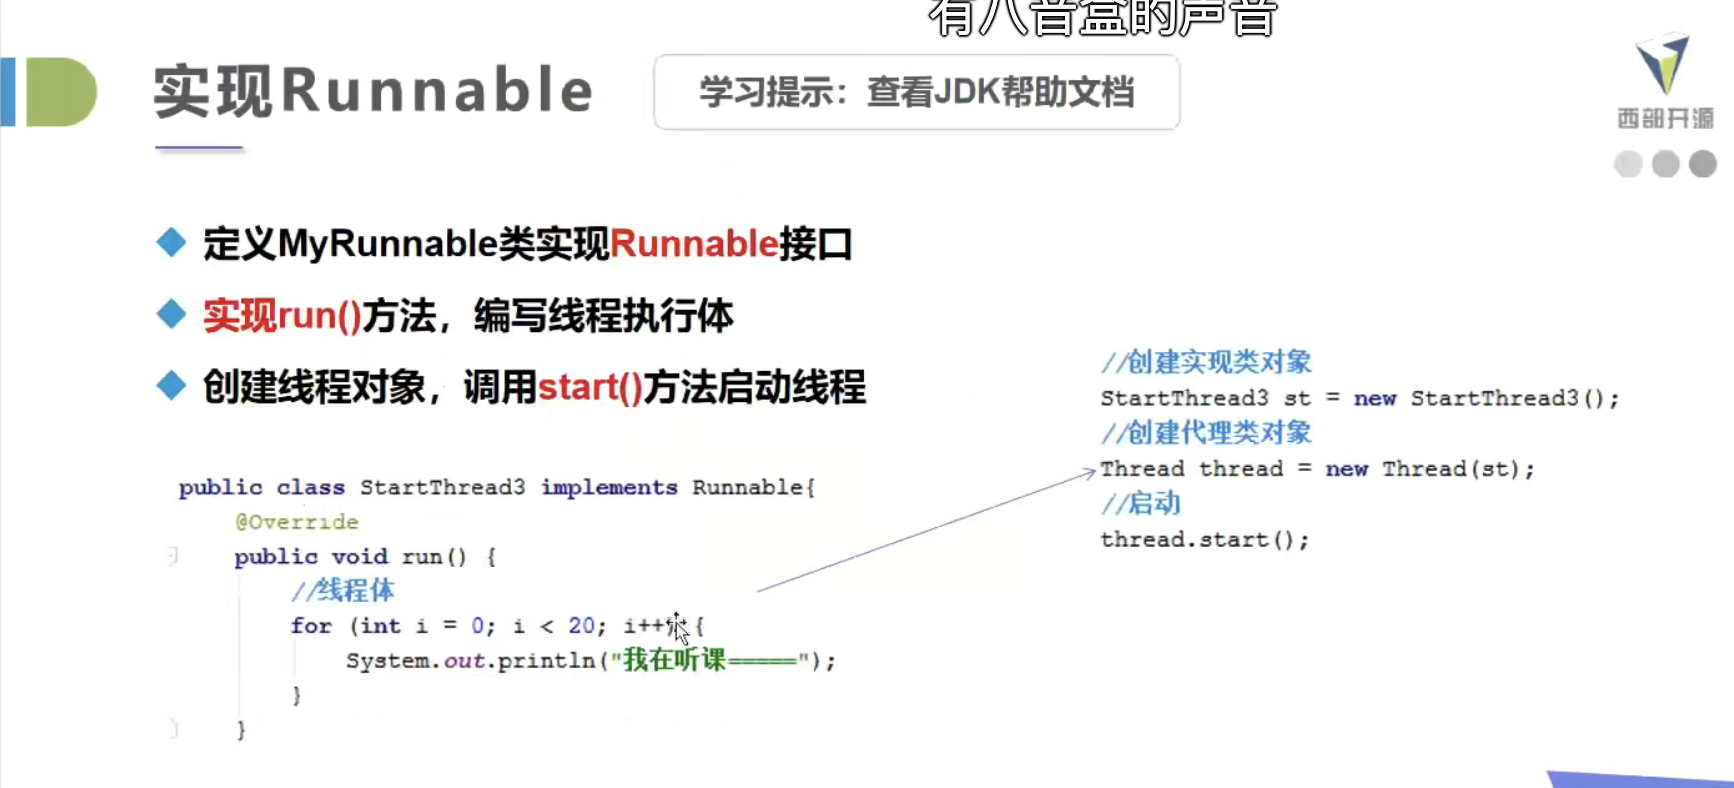 有八音盒的声音
实现Runnable
学习提示：查看JDK帮助文档
西部开源
定义MyRunnable类实现Runnable接口
实现run()方法，编写线程执行体
创建线程对象，调用start()方法启动线程
public class StartThread3 implements Runnable{
@Override
public void run() {
//线程体
for (int i = 0; i < 20; i++) {
System.out.println("我在听课=====");
}
}
//创建实现类对象
StartThread3 st = new StartThread3();
//创建代理类对象
Thread thread = new Thread(st);
//启动
thread.start();